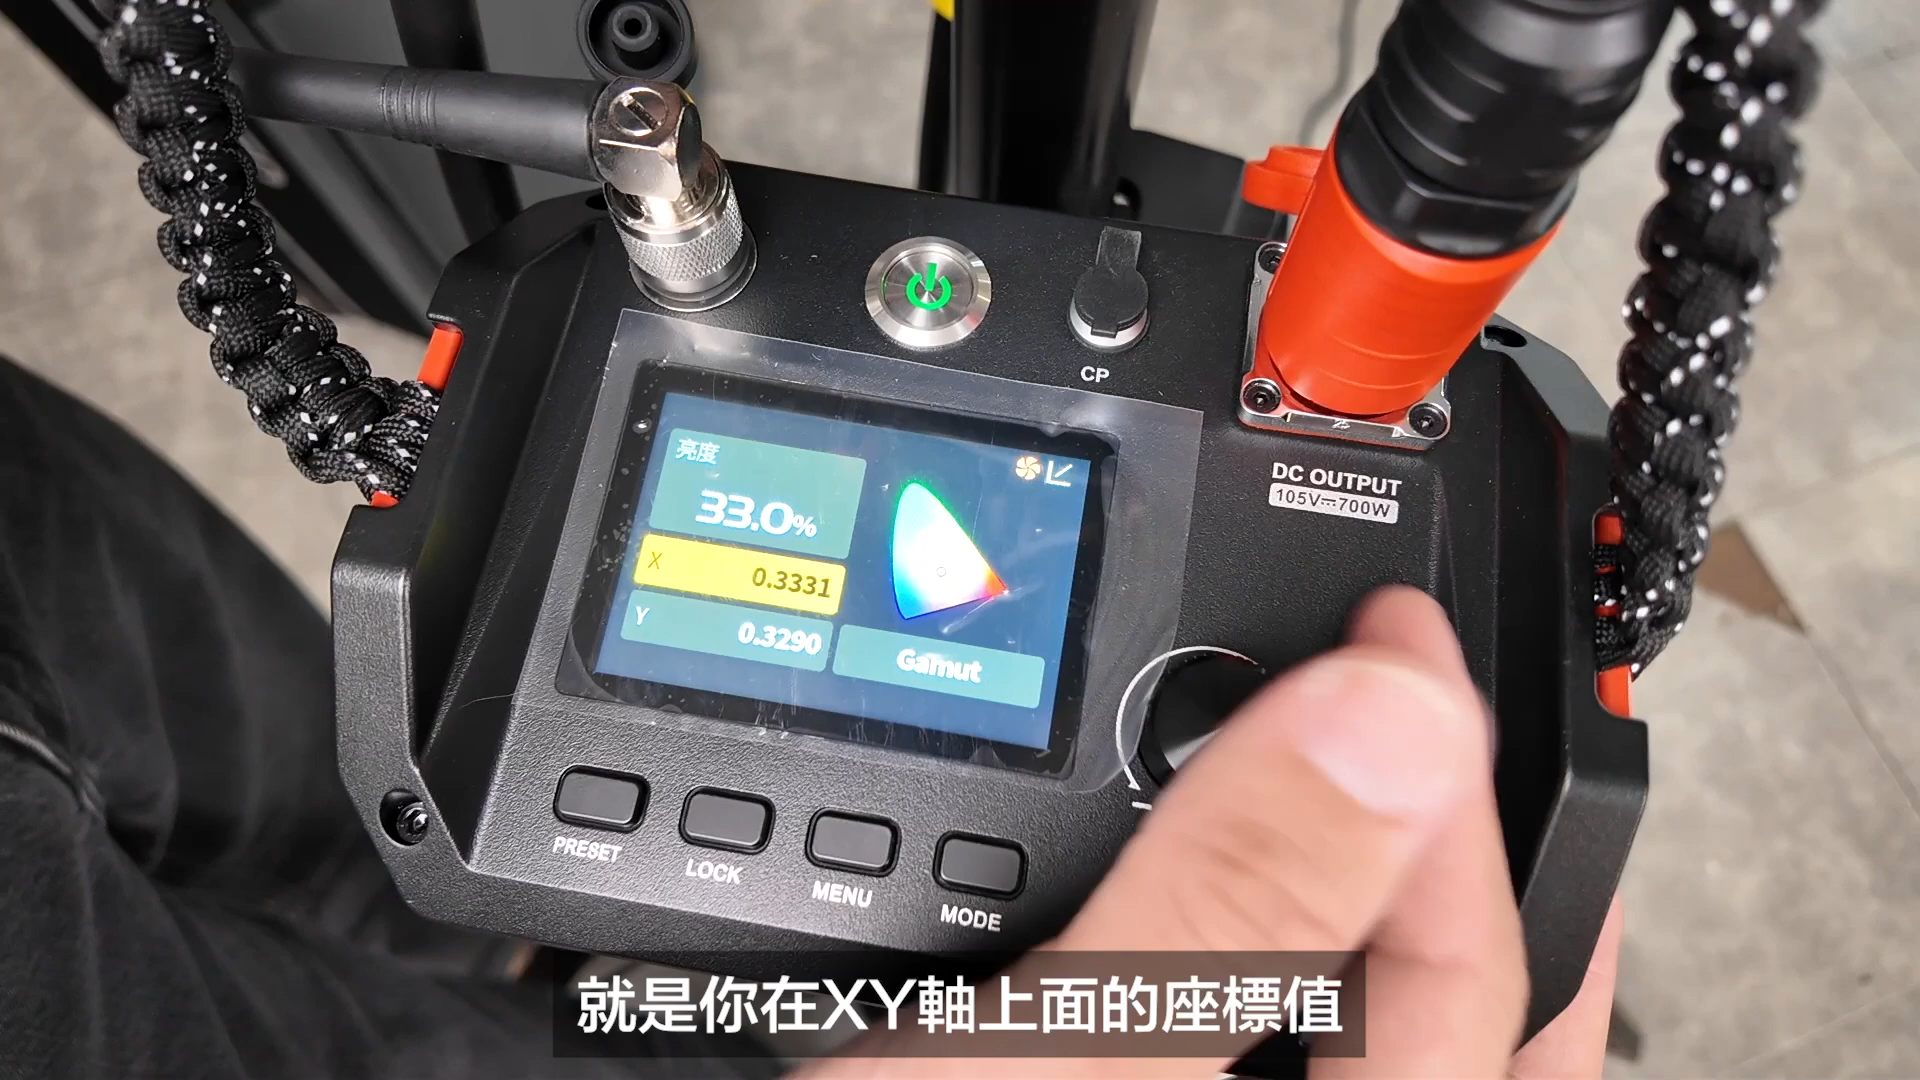 CP
DC OUTPUT
105V⎓700W
亮度
33.0%
X 0.3331
Y 0.3290
Gamut
PRESET
LOCK
MENU
MODE
就是你在XY軸上面的座標值